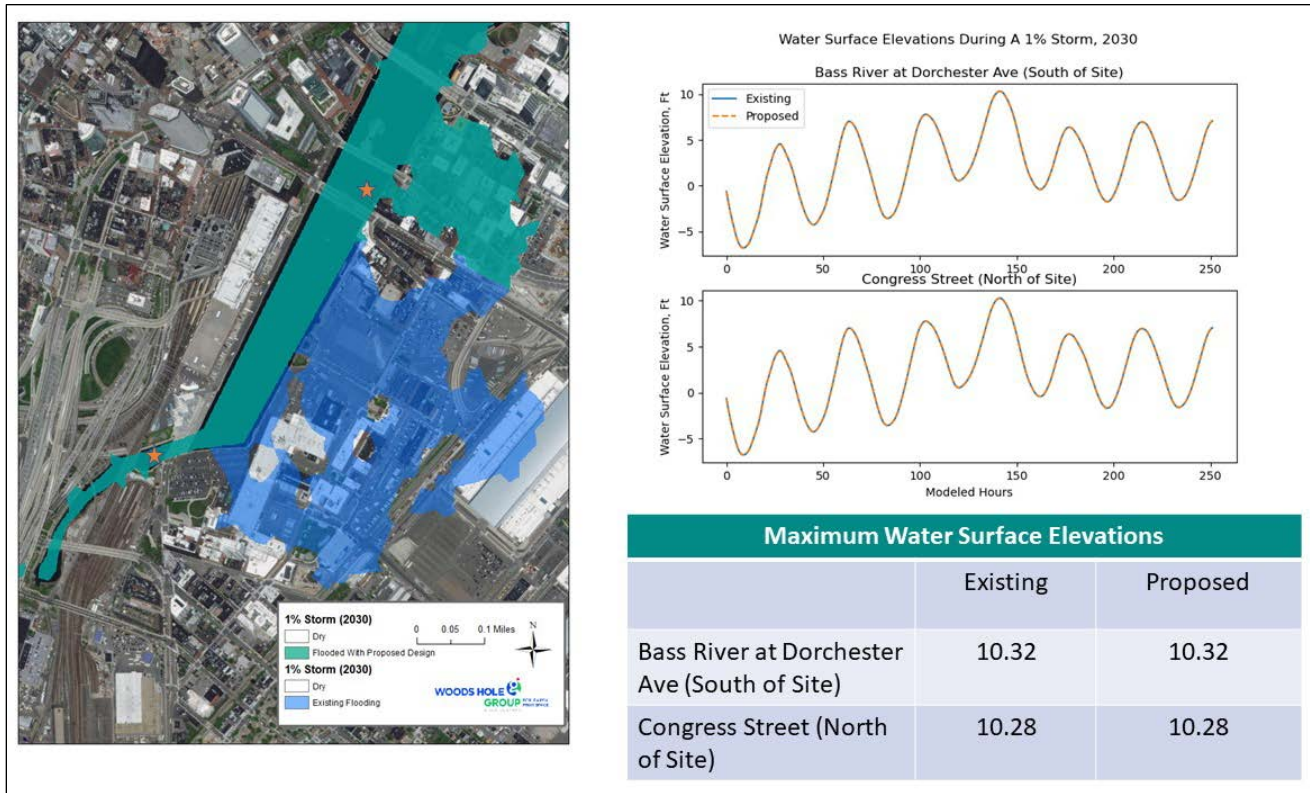 Water Surface Elevations During A 1% Storm, 2030
Bass River at Dorchester Ave (South of Site)
Water Surface Elevation, Ft
10
5
0
−5
Existing
Proposed
0
50
100
150
200
250
Congress Street (North of Site)
Water Surface Elevation, Ft
10
5
0
−5
0
50
100
150
200
250
Modeled Hours
1% Storm (2030)
Dry
Flooded With Proposed Design
1% Storm (2030)
Dry
Existing Flooding
0 0.05 0.1 Miles
N
WOODS HOLE
GROUP
Maximum Water Surface Elevations
Existing Proposed
Bass River at Dorchester 10.32 10.32
Ave (South of Site)
Congress Street (North 10.28 10.28
of Site)